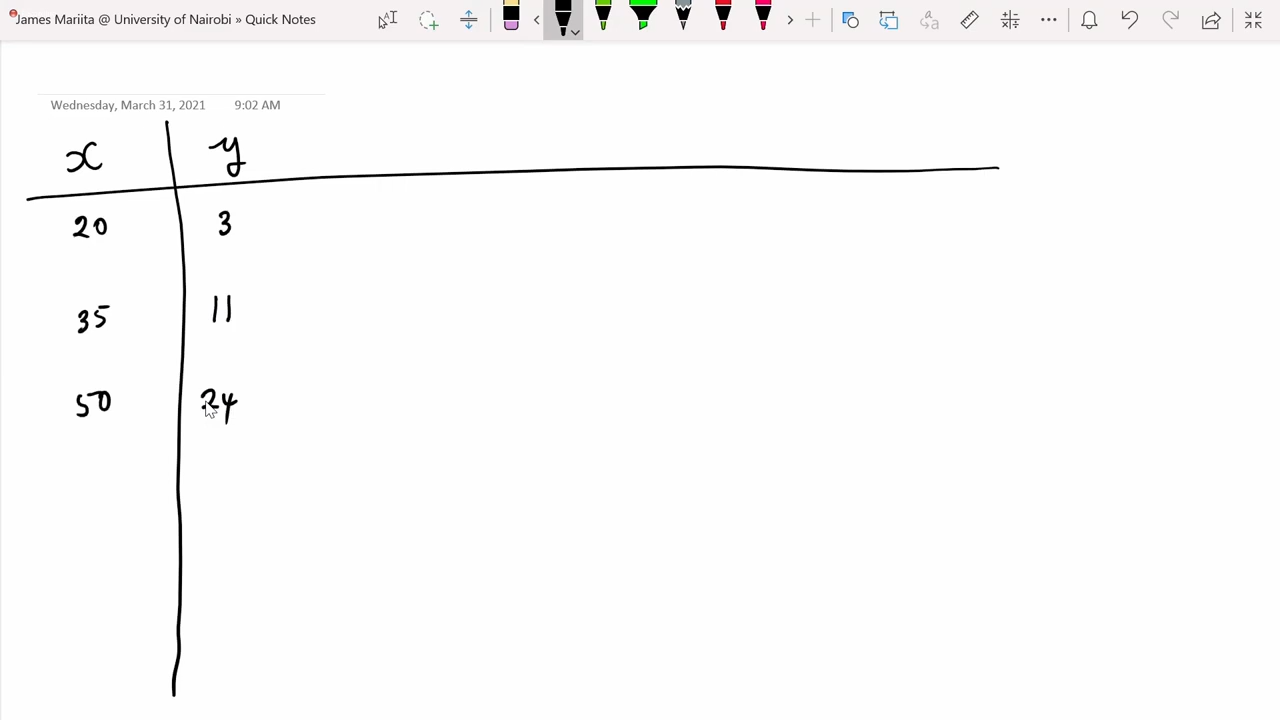 James Mariita @ University of Nairobi » Quick Notes
Wednesday, March 31, 2021 9:02 AM
x y
20 3
35 11
50 24